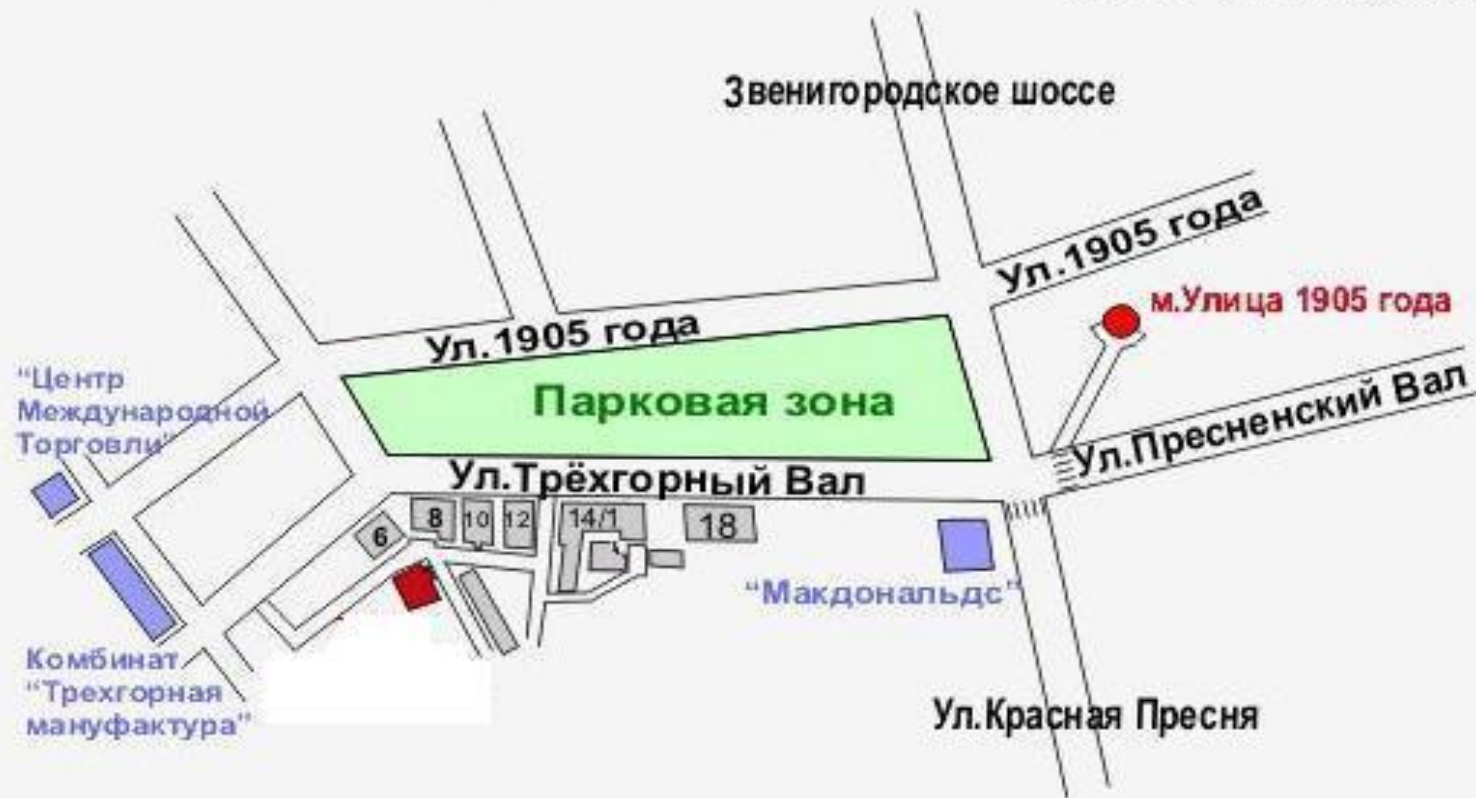 Звенигородское шоссе
Ул.1905 года
м.Улица 1905 года
Ул.1905 года
"Центр
Международной
Торговли"
Парковая зона
Ул.Пресненский Вал
Ул.Трёхгорный Вал
6
8
10
12
14/1
18
"Макдональдс"
Комбинат
"Трехгорная
мануфактура"
Ул.Красная Пресня